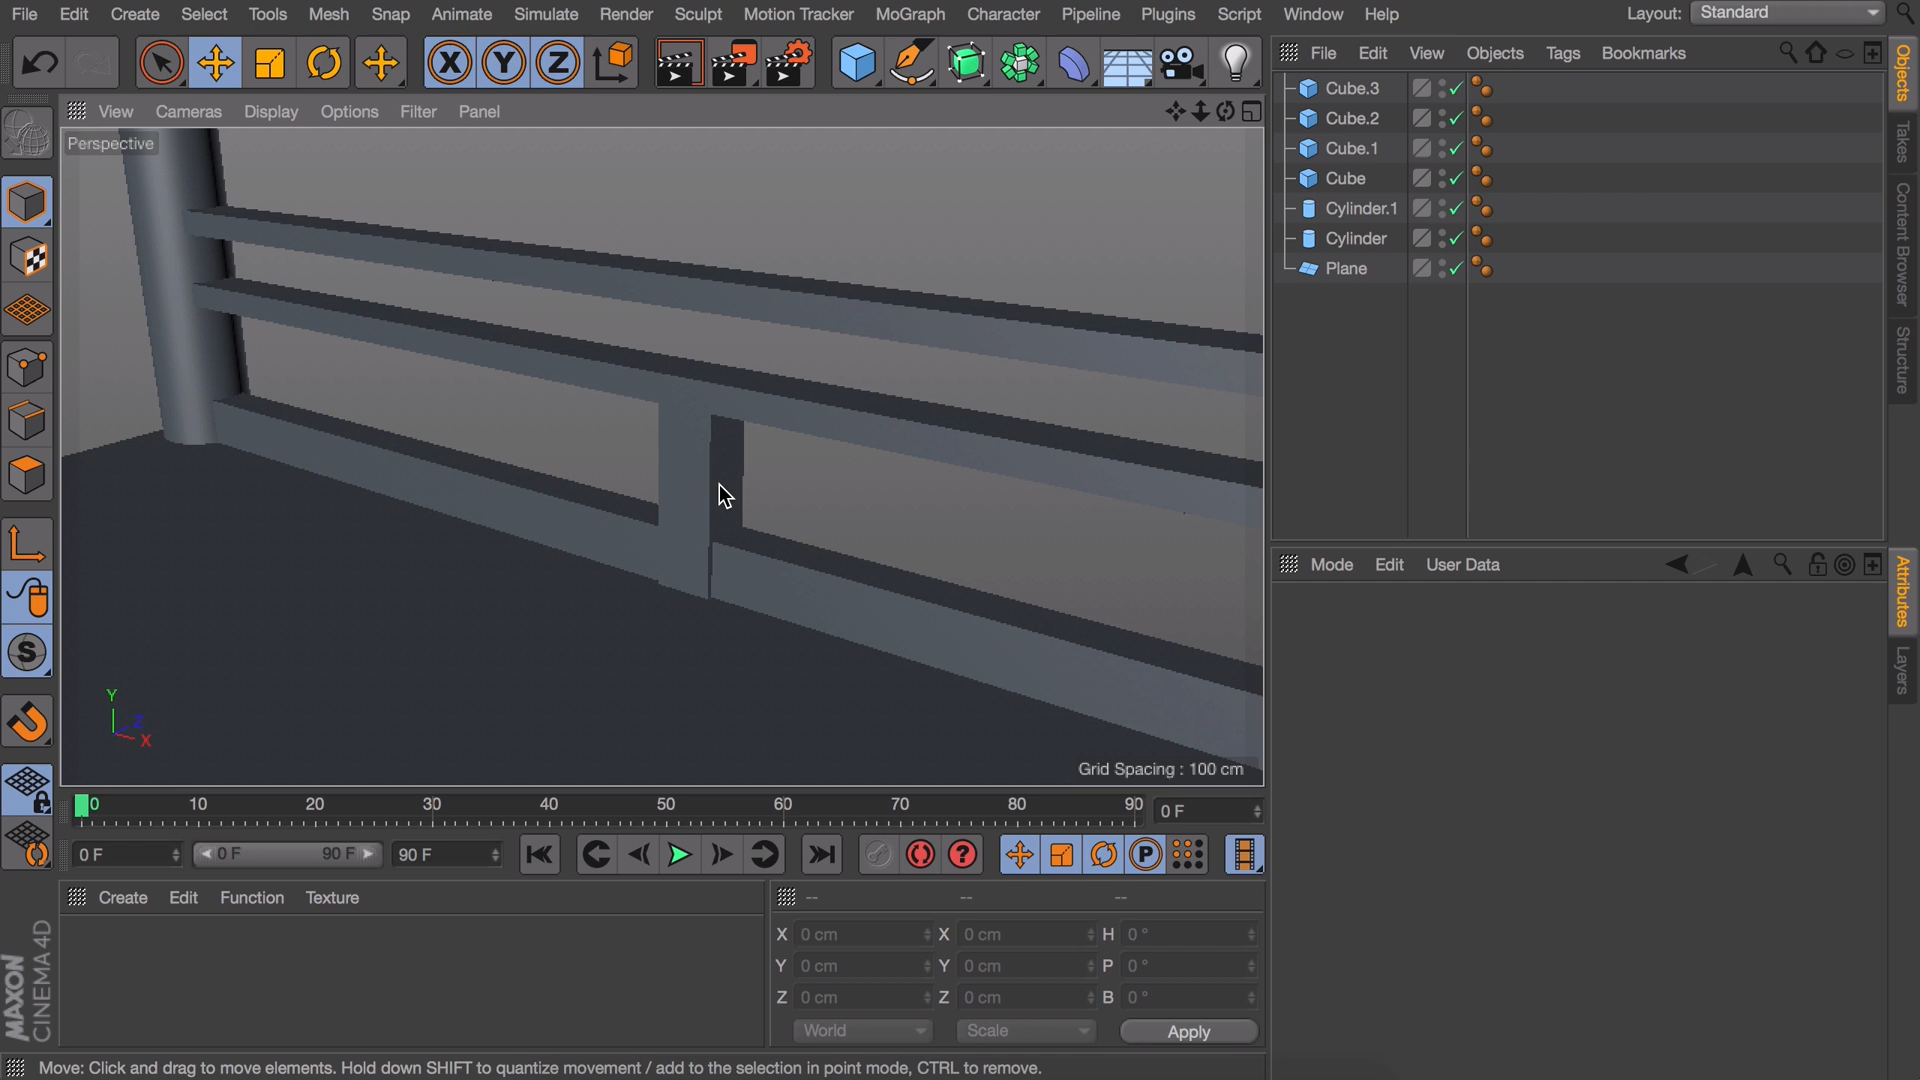 File Edit Create Select Tools Mesh Snap Animate Simulate Render Sculpt Motion Tracker MoGraph Character Pipeline Plugins Script Window Help Layout: Standard
X Y Z
File Edit View Objects Tags Bookmarks
View Cameras Display Options Filter Panel
Perspective
Cube.3
Cube.2
Cube.1
Cube
Cylinder.1
Cylinder
Plane
Objects
Takes
Content Browser
Structure
Mode Edit User Data
Attributes
Layers
S
Y
Z
X
Grid Spacing : 100 cm
0 10 20 30 40 50 60 70 80 90 0 F
0 F 0 F 90 F 90 F ? P
Create Edit Function Texture
-- -- --
X 0 cm X 0 cm H 0 °
Y 0 cm Y 0 cm P 0 °
Z 0 cm Z 0 cm B 0 °
World Scale Apply
MAXON
CINEMA 4D
Move: Click and drag to move elements. Hold down SHIFT to quantize movement / add to the selection in point mode, CTRL to remove.